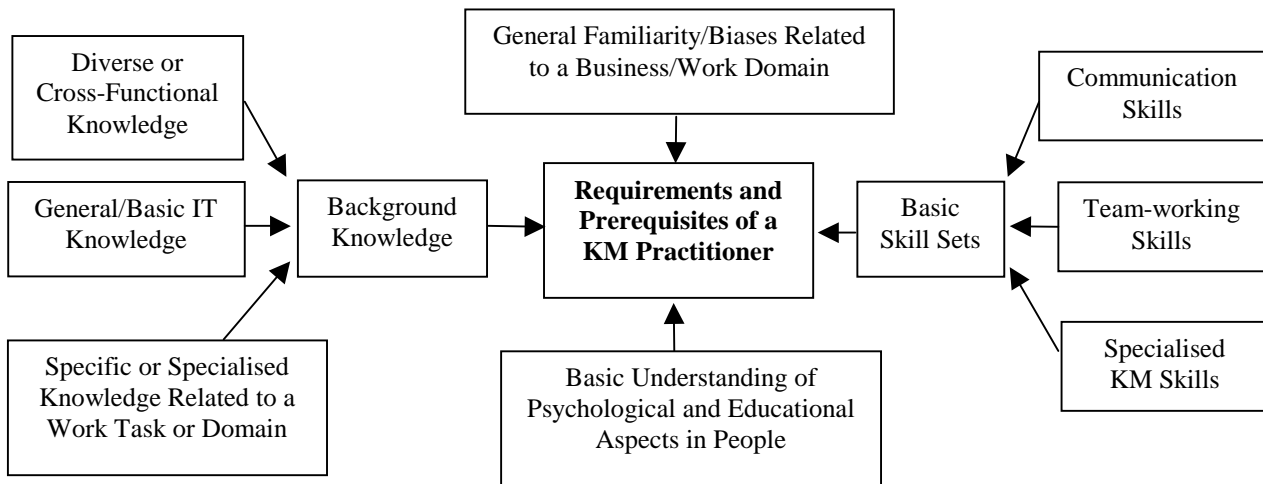 Diverse or
Cross-Functional
Knowledge
General/Basic IT
Knowledge
Specific or Specialised
Knowledge Related to a
Work Task or Domain
Background
Knowledge
General Familiarity/Biases Related
to a Business/Work Domain
Requirements and
Prerequisites of a
KM Practitioner
Basic Understanding of
Psychological and Educational
Aspects in People
Basic
Skill Sets
Communication
Skills
Team-working
Skills
Specialised
KM Skills